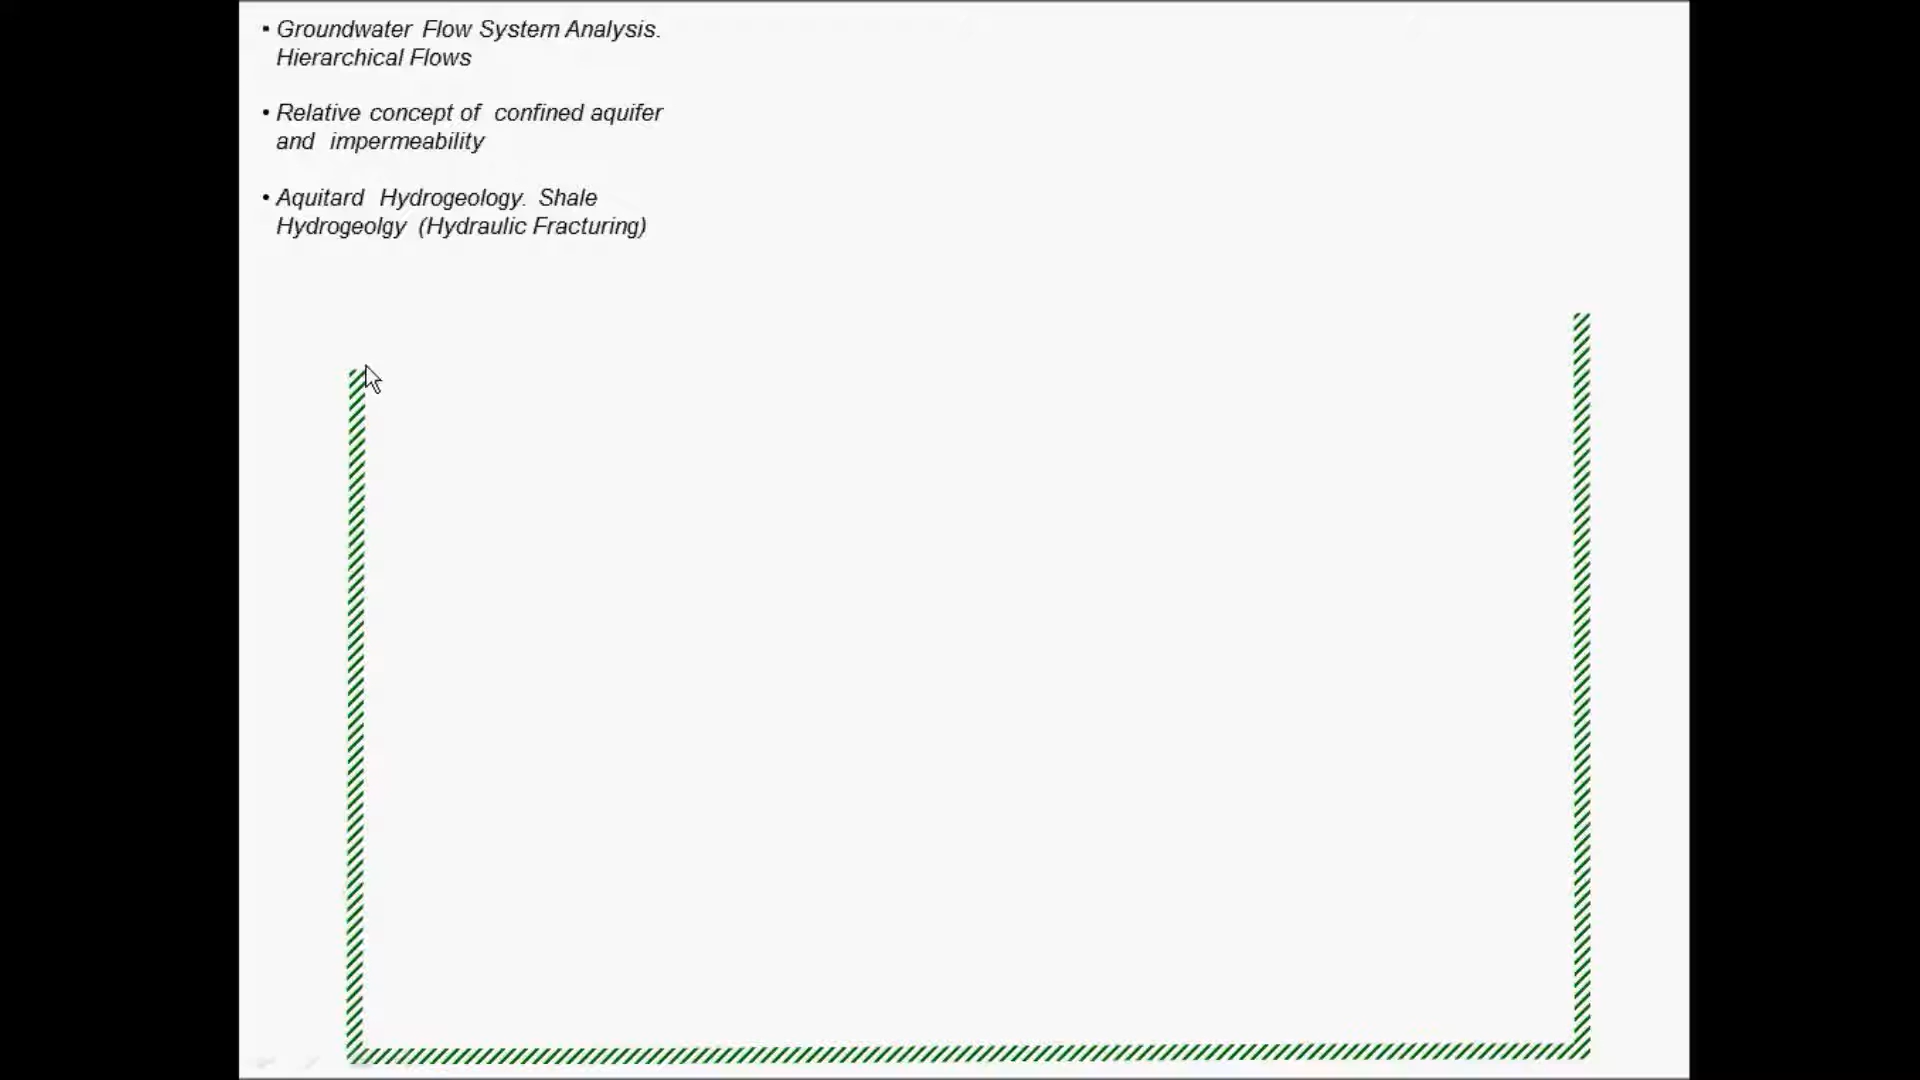 • Groundwater Flow System Analysis.
Hierarchical Flows
• Relative concept of confined aquifer
and impermeability
• Aquitard Hydrogeology. Shale
Hydrogeolgy (Hydraulic Fracturing)